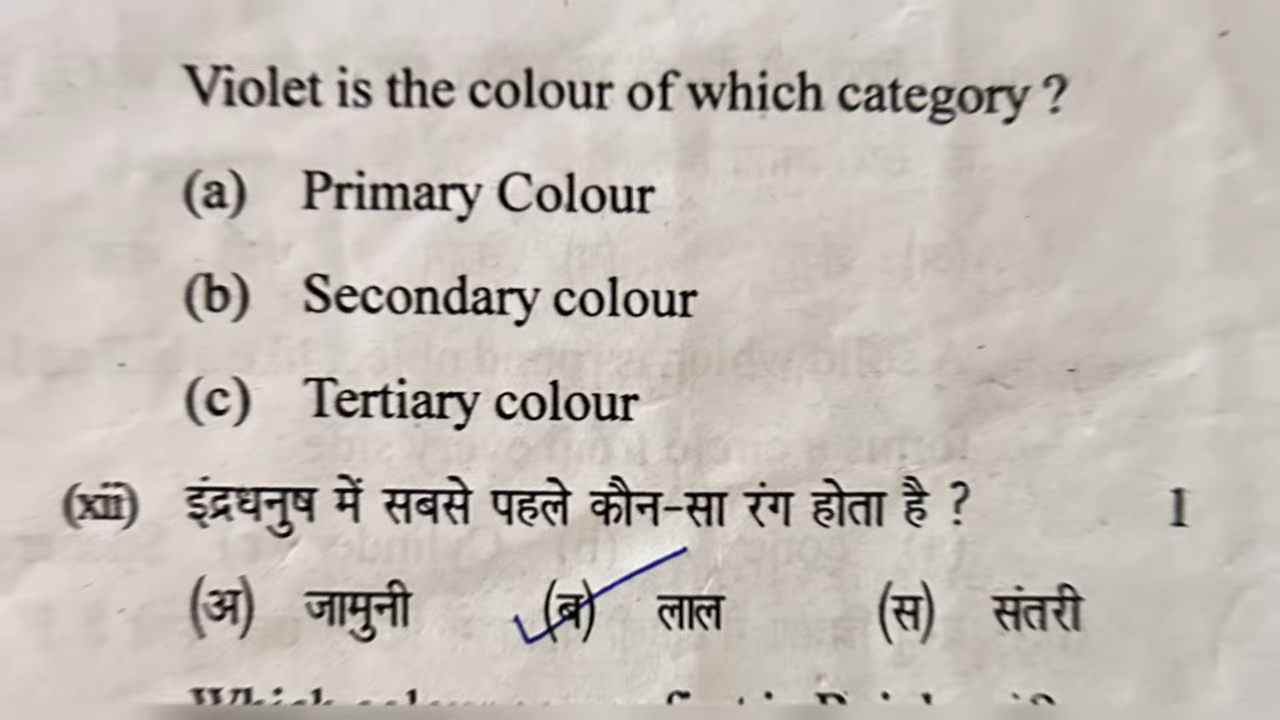 Violet is the colour of which category ?
(a) Primary Colour
(b) Secondary colour
(c) Tertiary colour
(xii) इंद्रधनुष में सबसे पहले कौन-सा रंग होता है ? 1
(अ) जामुनी (ब) लाल (स) संतरी